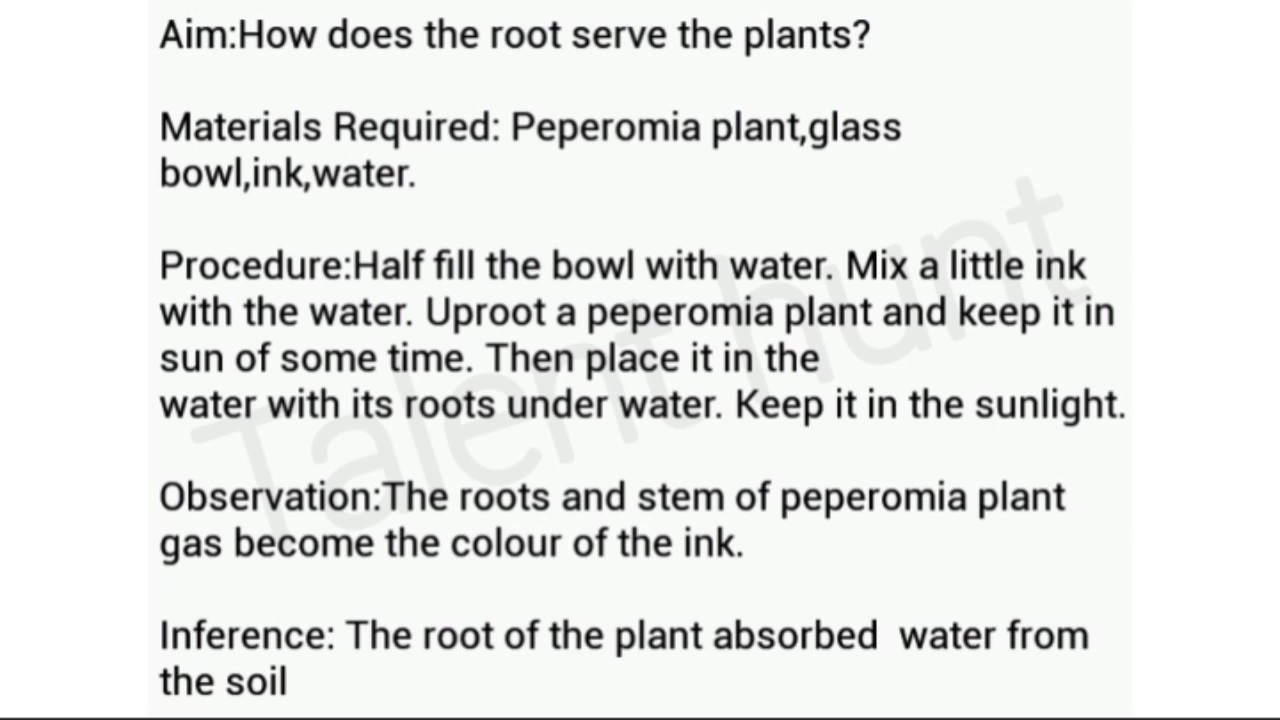 Aim:How does the root serve the plants?
Materials Required: Peperomia plant,glass
bowl,ink,water.
Procedure:Half fill the bowl with water. Mix a little ink
with the water. Uproot a peperomia plant and keep it in
sun of some time. Then place it in the
water with its roots under water. Keep it in the sunlight.
Observation:The roots and stem of peperomia plant
gas become the colour of the ink.
Inference: The root of the plant absorbed  water from
the soil
Talent hunt